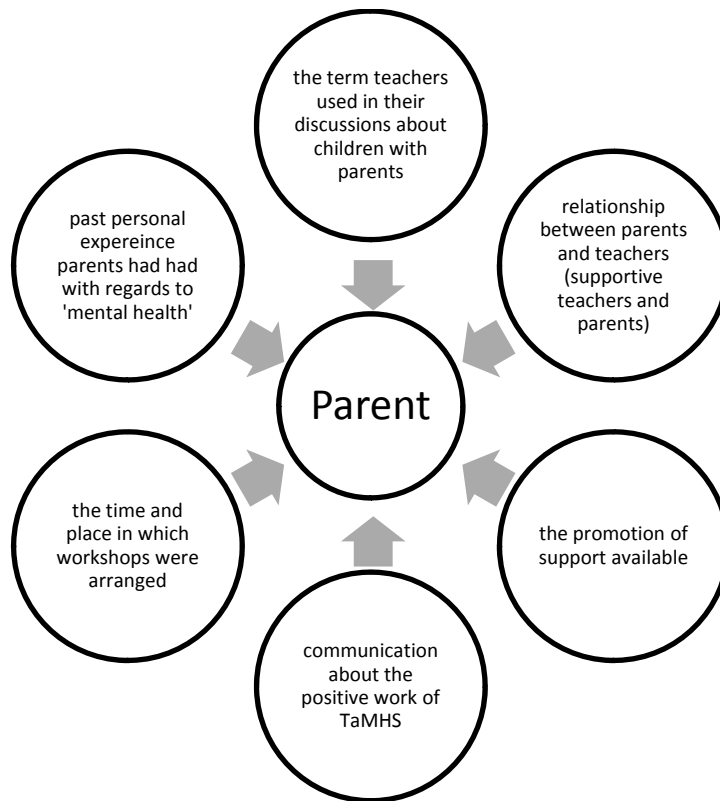 the term teachers
used in their
discussions about
children with
parents
past personal
expereince
parents had had
with regards to
'mental health'
relationship
between parents
and teachers
(supportive
teachers and
parents)
Parent
the time and
place in which
workshops were
arranged
the promotion of
support available
communication
about the
positive work of
TaMHS